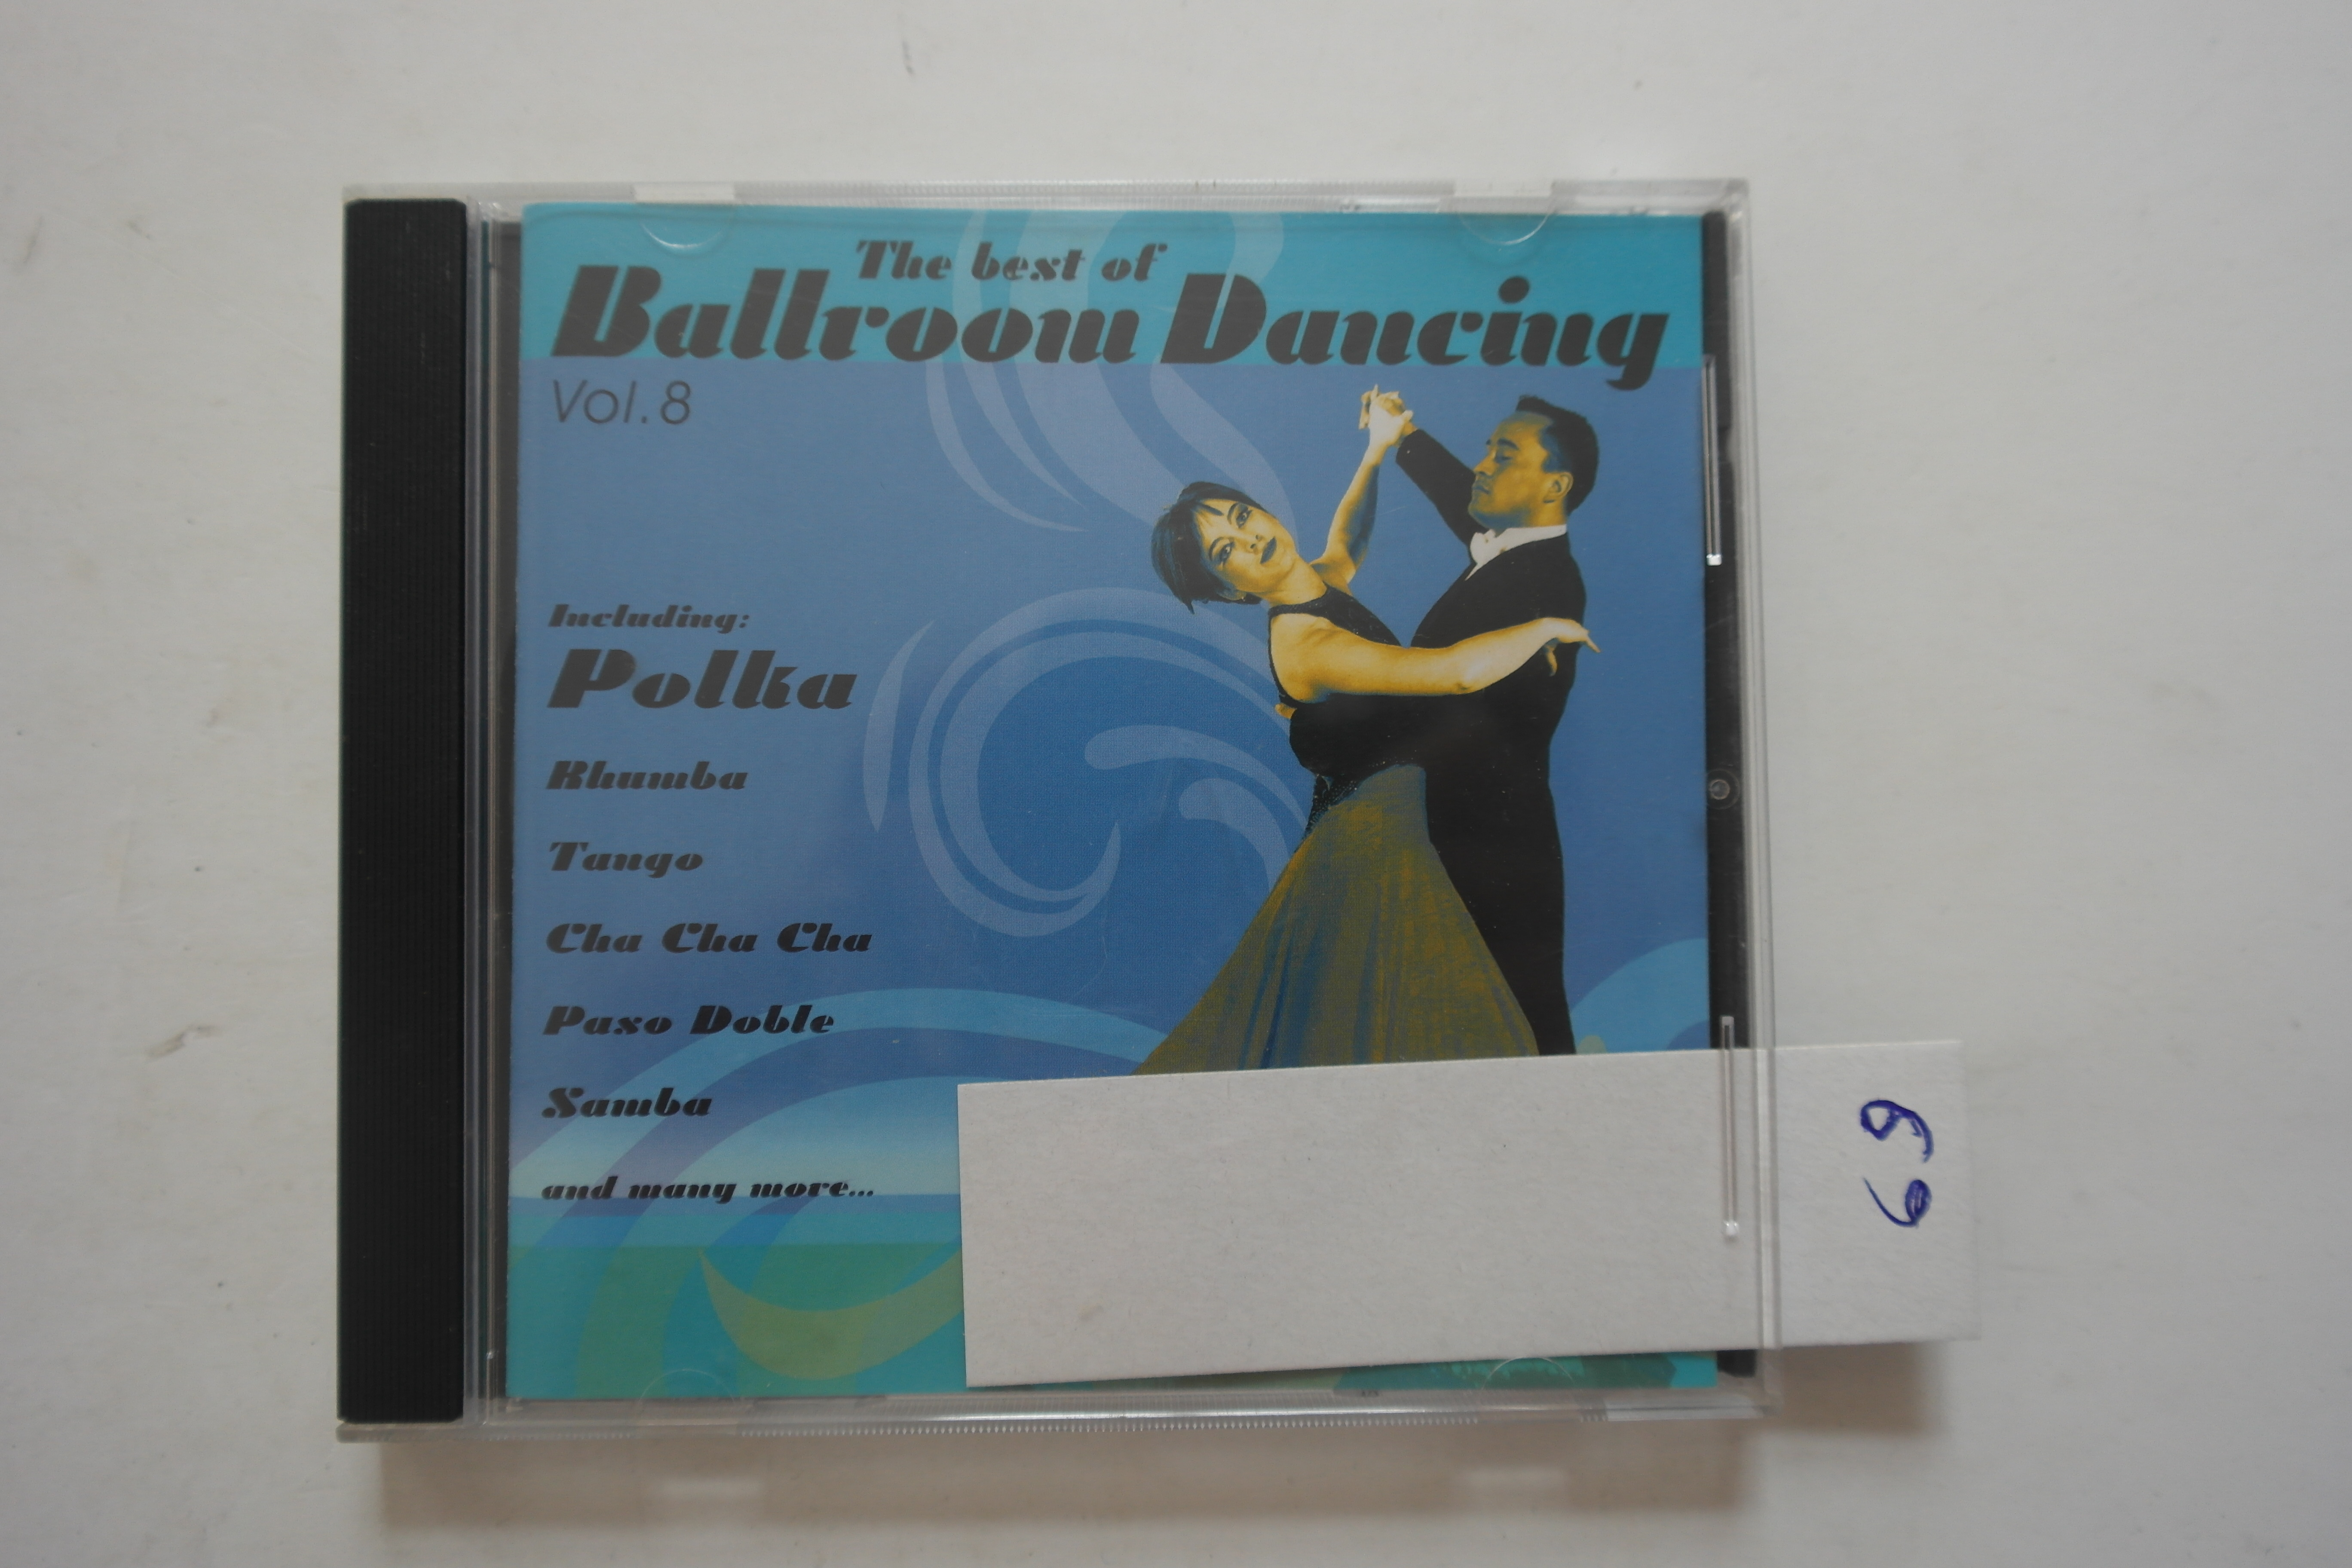 The best of
Ballroom Dancing
Vol. 8
Including:
Polka
Rhumba
Tango
Cha Cha Cha
Paso Doble
Samba
and many more...
69